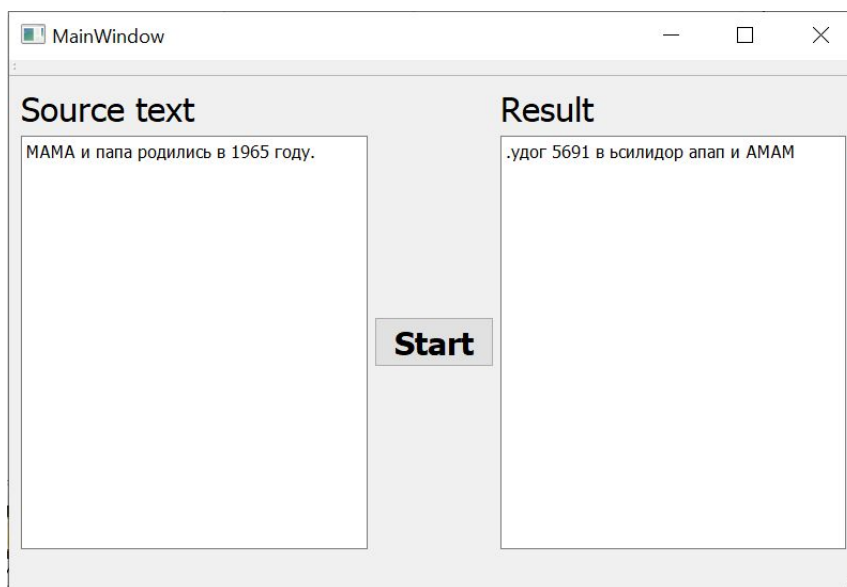 MainWindow
Source text
Result
МАМА и папа родились в 1965 году.
.удог 5691 в ьсилидор апап и АМАМ
Start